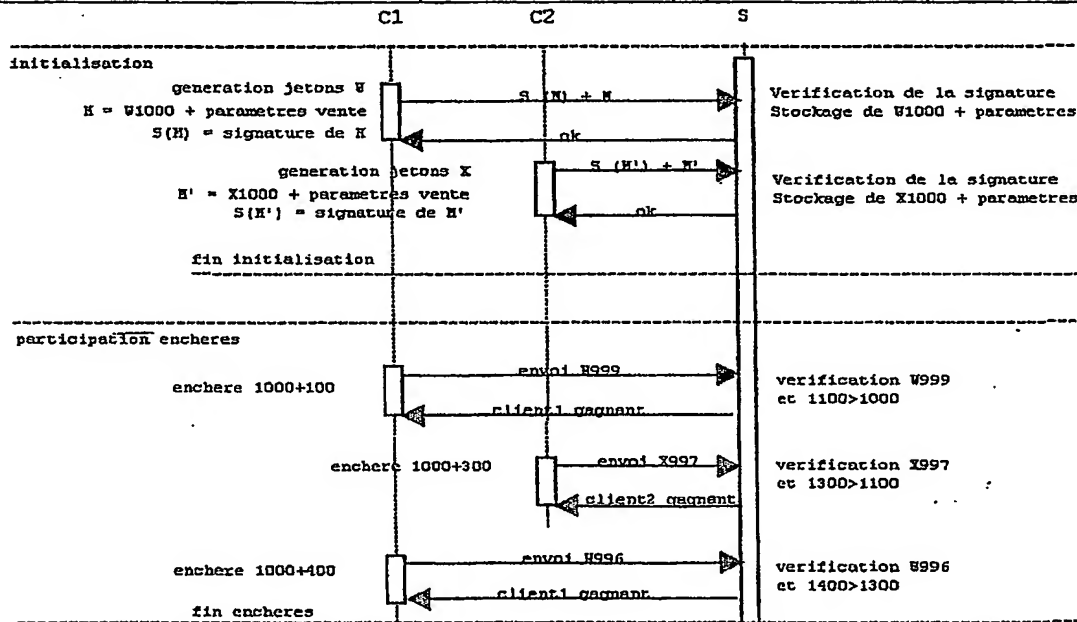 C1 C2 S
initialisation
generation jetons W
M = W1000 + parametres vente
S(M) = signature de M
S (M) + M
Verification de la signature
Stockage de W1000 + parametres
ok
generation jetons X
M' = X1000 + parametres vente
S(M') = signature de M'
S (M') + M'
Verification de la signature
Stockage de X1000 + parametres
ok
fin initialisation
participation encheres
enchere 1000+100
envoi W999
verification W999
et 1100>1000
client1 gagnant
enchere 1000+300
envoi X997
verification X997
et 1300>1100
client2 gagnant
enchere 1000+400
envoi W996
verification W996
et 1400>1300
client1 gagnant
fin encheres